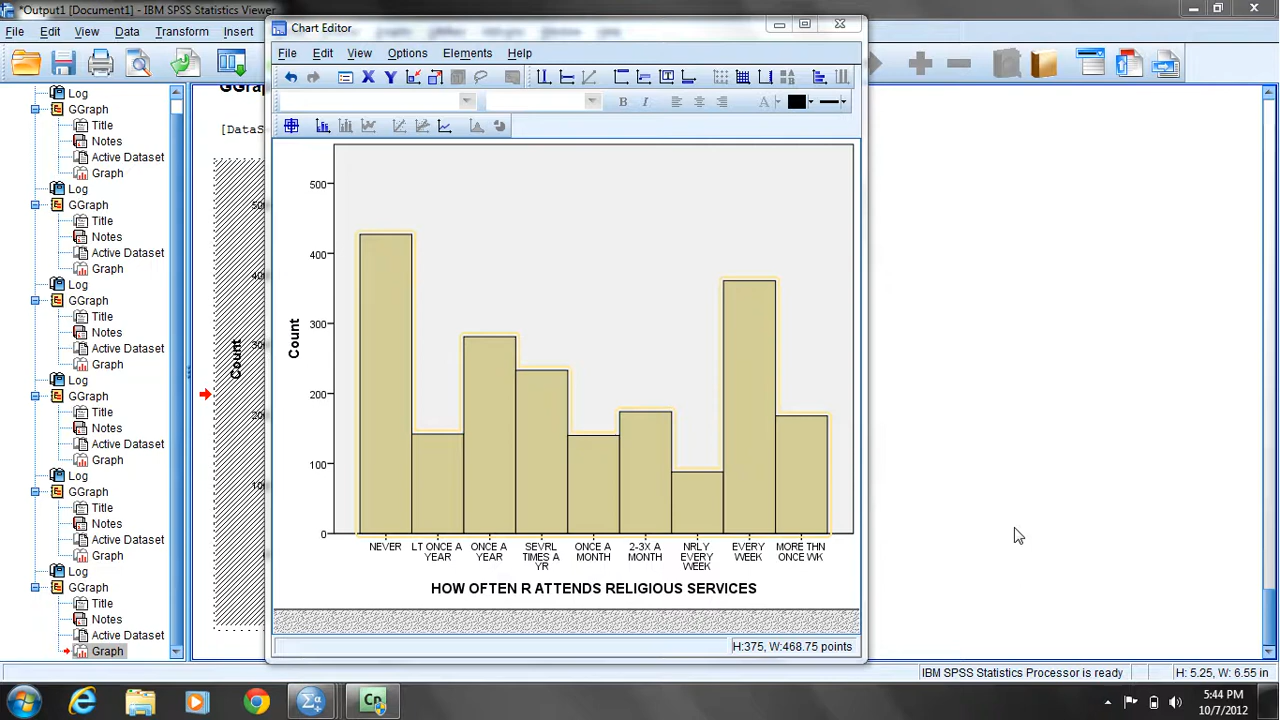 *Output1 [Document1] - IBM SPSS Statistics Viewer
File Edit View Data Transform Insert
Log
GGraph
Title
Notes
Active Dataset
Graph
Log
GGraph
Title
Notes
Active Dataset
Graph
Log
GGraph
Title
Notes
Active Dataset
Graph
Log
GGraph
Title
Notes
Active Dataset
Graph
Log
GGraph
Title
Notes
Active Dataset
Graph
Log
GGraph
Title
Notes
Active Dataset
Graph
Count
Chart Editor
File Edit View Options Elements Help
X Y
B I A
500
400
300
200
100
0
Count
NEVER
LT ONCE A YEAR
ONCE A YEAR
SEVRL TIMES A YR
ONCE A MONTH
2-3X A MONTH
NRLY EVERY WEEK
EVERY WEEK
MORE THN ONCE WK
HOW OFTEN R ATTENDS RELIGIOUS SERVICES
H:375, W:468.75 points
IBM SPSS Statistics Processor is ready
H: 5.25, W: 6.55 in
Σα
Cp
5:44 PM
10/7/2012